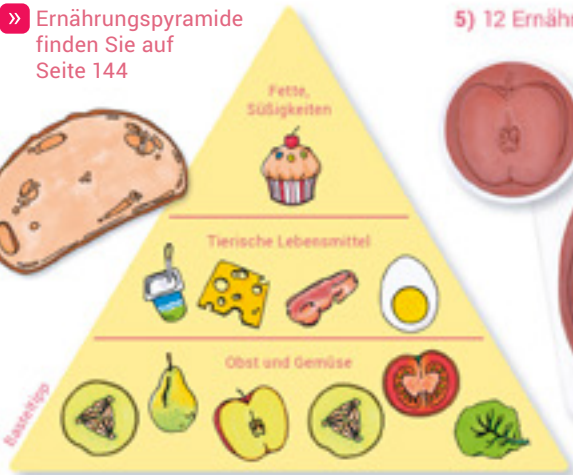 » Ernährungspyramide
finden Sie auf
Seite 144
5) 12 Ernähr
Fette,
Süßigkeiten
Tierische Lebensmittel
Obst und Gemüse
Basteltipp